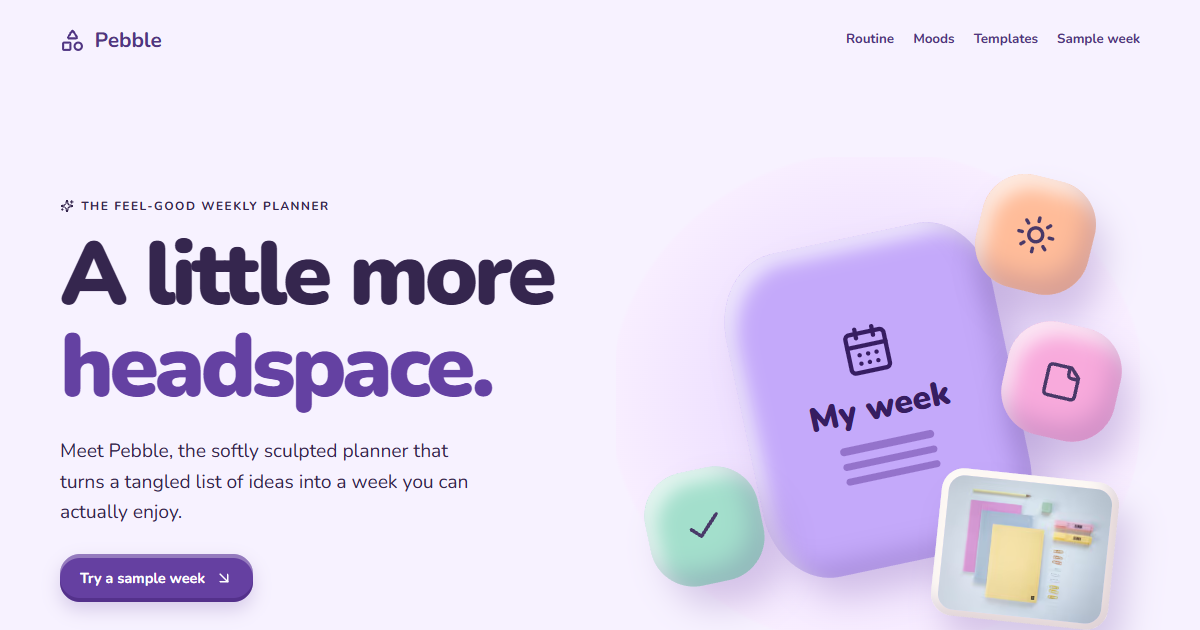 Pebble
Routine Moods Templates Sample week
THE FEEL-GOOD WEEKLY PLANNER
A little more
headspace.
Meet Pebble, the softly sculpted planner that
turns a tangled list of ideas into a week you can
actually enjoy.
Try a sample week
My week